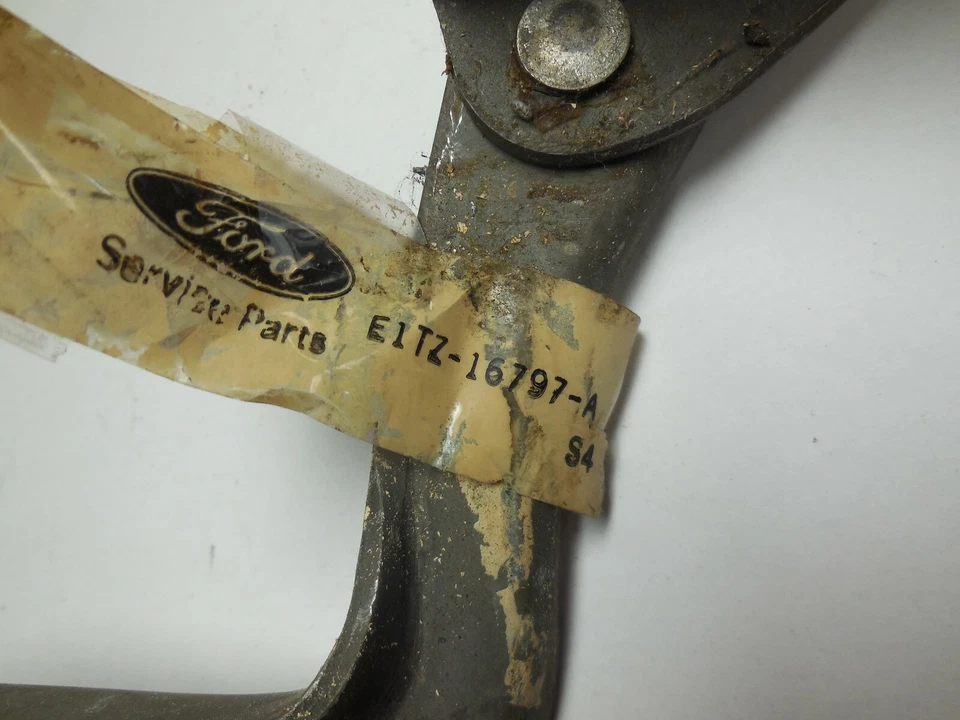 Ford
Service Parts
E1TZ-16797-A
S4